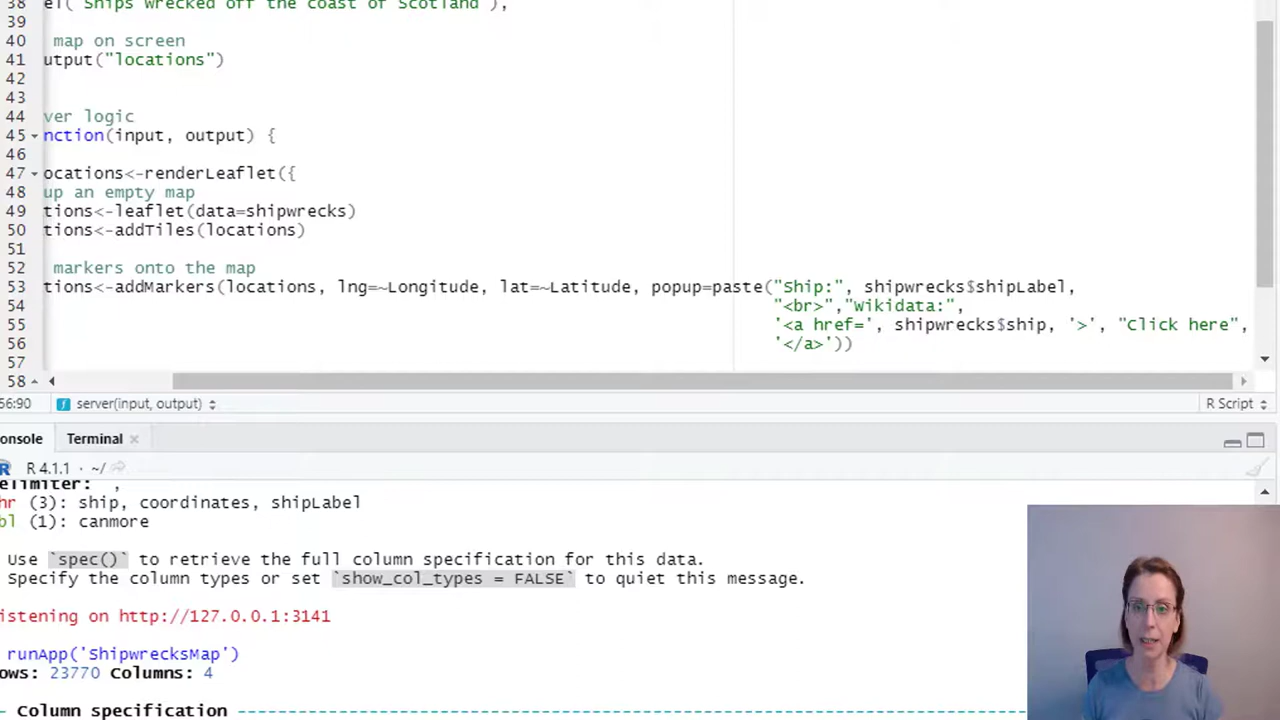 38 el("Ships wrecked off the coast of Scotland"),
39
40 map on screen
41 utput("locations")
42
43
44 ver logic
45 nction(input, output) {
46
47 ocations<-renderLeaflet({
48 up an empty map
49 tions<-leaflet(data=shipwrecks)
50 tions<-addTiles(locations)
51
52 markers onto the map
53 tions<-addMarkers(locations, lng=~Longitude, lat=~Latitude, popup=paste("Ship:", shipwrecks$shipLabel,
54 "<br>","wikidata:",
55 '<a href=', shipwrecks$ship, '>', "Click here",
56 '</a>'))
57
58
56:90 server(input, output) R Script
onsole Terminal
R 4.1.1 · ~/
elimiter: ","
hr (3): ship, coordinates, shipLabel
bl (1): canmore
Use `spec()` to retrieve the full column specification for this data.
Specify the column types or set `show_col_types = FALSE` to quiet this message.
istening on http://127.0.0.1:3141
runApp('ShipwrecksMap')
ows: 23770 Columns: 4
Column specification